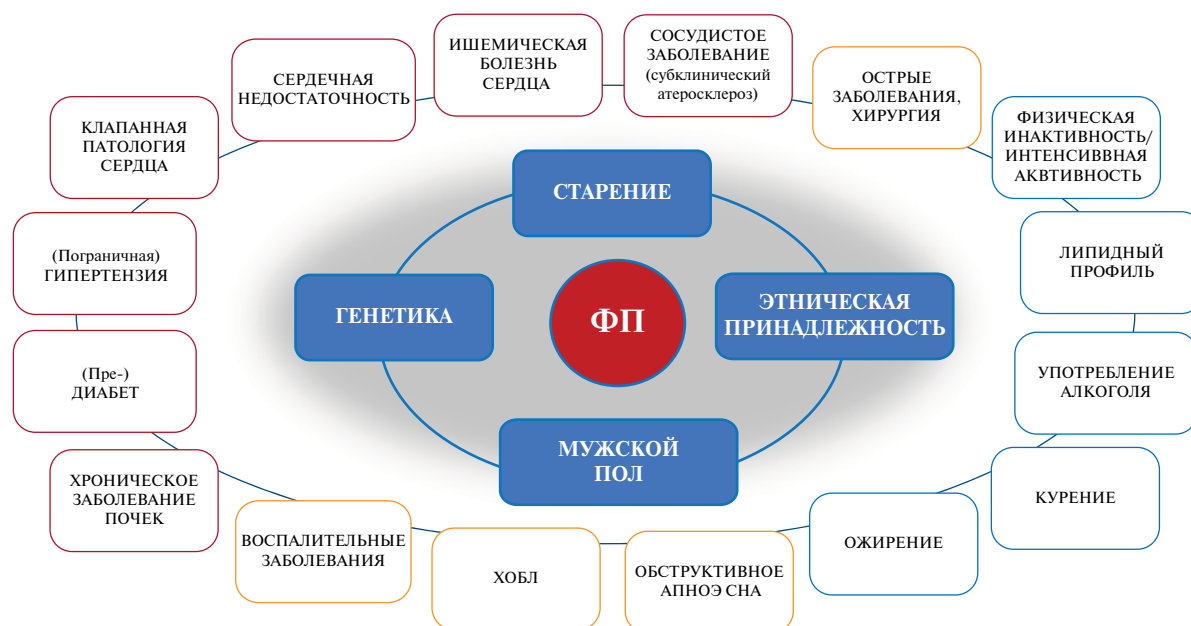 ИШЕМИЧЕСКАЯ
БОЛЕЗНЬ
СЕРДЦА
СОСУДИСТОЕ
ЗАБОЛЕВАНИЕ
(субклинический
атеросклероз)
СЕРДЕЧНАЯ
НЕДОСТАТОЧНОСТЬ
ОСТРЫЕ
ЗАБОЛЕВАНИЯ,
ХИРУРГИЯ
КЛАПАННАЯ
ПАТОЛОГИЯ
СЕРДЦА
ФИЗИЧЕСКАЯ
ИНАКТИВНОСТЬ/
ИНТЕНСИВВНАЯ
АКВТИВНОСТЬ
СТАРЕНИЕ
(Пограничная)
ГИПЕРТЕНЗИЯ
ЛИПИДНЫЙ
ПРОФИЛЬ
ГЕНЕТИКА
ФП
ЭТНИЧЕСКАЯ
ПРИНАДЛЕЖНОСТЬ
(Пре-)
ДИАБЕТ
УПОТРЕБЛЕНИЕ
АЛКОГОЛЯ
МУЖСКОЙ
ПОЛ
ХРОНИЧЕСКОЕ
ЗАБОЛЕВАНИЕ
ПОЧЕК
КУРЕНИЕ
ВОСПАЛИТЕЛЬНЫЕ
ЗАБОЛЕВАНИЯ
ХОБЛ
ОБСТРУКТИВНОЕ
АПНОЭ СНА
ОЖИРЕНИЕ